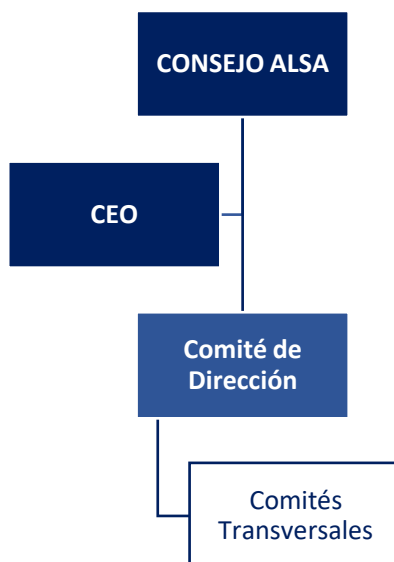 CONSEJO ALSA
CEO
Comité de
Dirección
Comités
Transversales